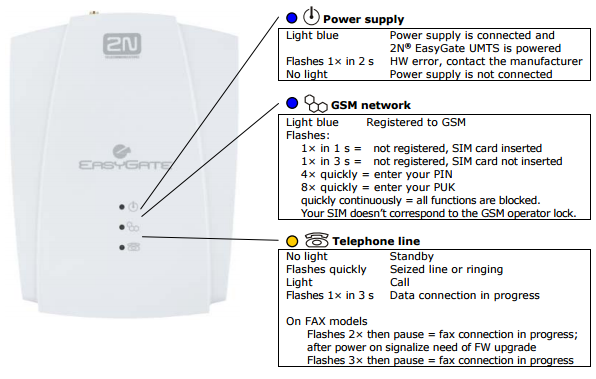 2N
EASYGATE
Power supply
Light blue Power supply is connected and
2N® EasyGate UMTS is powered
Flashes 1× in 2 s HW error, contact the manufacturer
No light Power supply is not connected
GSM network
Light blue Registered to GSM
Flashes:
1× in 1 s = not registered, SIM card inserted
1× in 3 s = not registered, SIM card not inserted
4× quickly = enter your PIN
8× quickly = enter your PUK
quickly continuously = all functions are blocked.
Your SIM doesn't correspond to the GSM operator lock.
Telephone line
No light Standby
Flashes quickly Seized line or ringing
Light Call
Flashes 1× in 3 s Data connection in progress
On FAX models
Flashes 2× then pause = fax connection in progress;
after power on signalize need of FW upgrade
Flashes 3× then pause = fax connection in progress